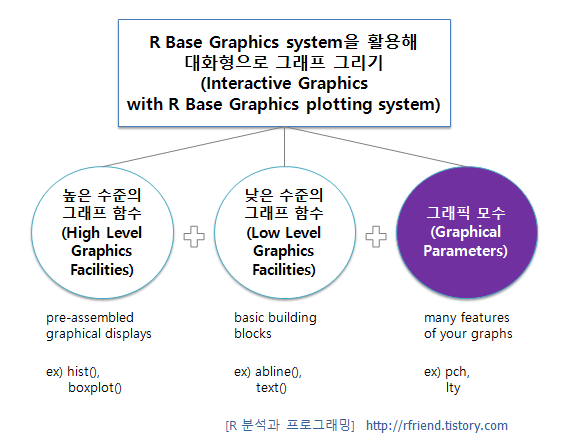 R Base Graphics system을 활용해
대화형으로 그래프 그리기
(Interactive Graphics
with R Base Graphics plotting system)
높은 수준의
그래프 함수
(High Level
Graphics
Facilities)
낮은 수준의
그래프 함수
(Low Level
Graphics
Facilities)
그래픽 모수
(Graphical
Parameters)
pre-assembled
graphical displays
ex) hist(),
boxplot()
basic building
blocks
ex) abline(),
text()
many features
of your graphs
ex) pch,
lty
[R 분석과 프로그래밍] http://rfriend.tistory.com